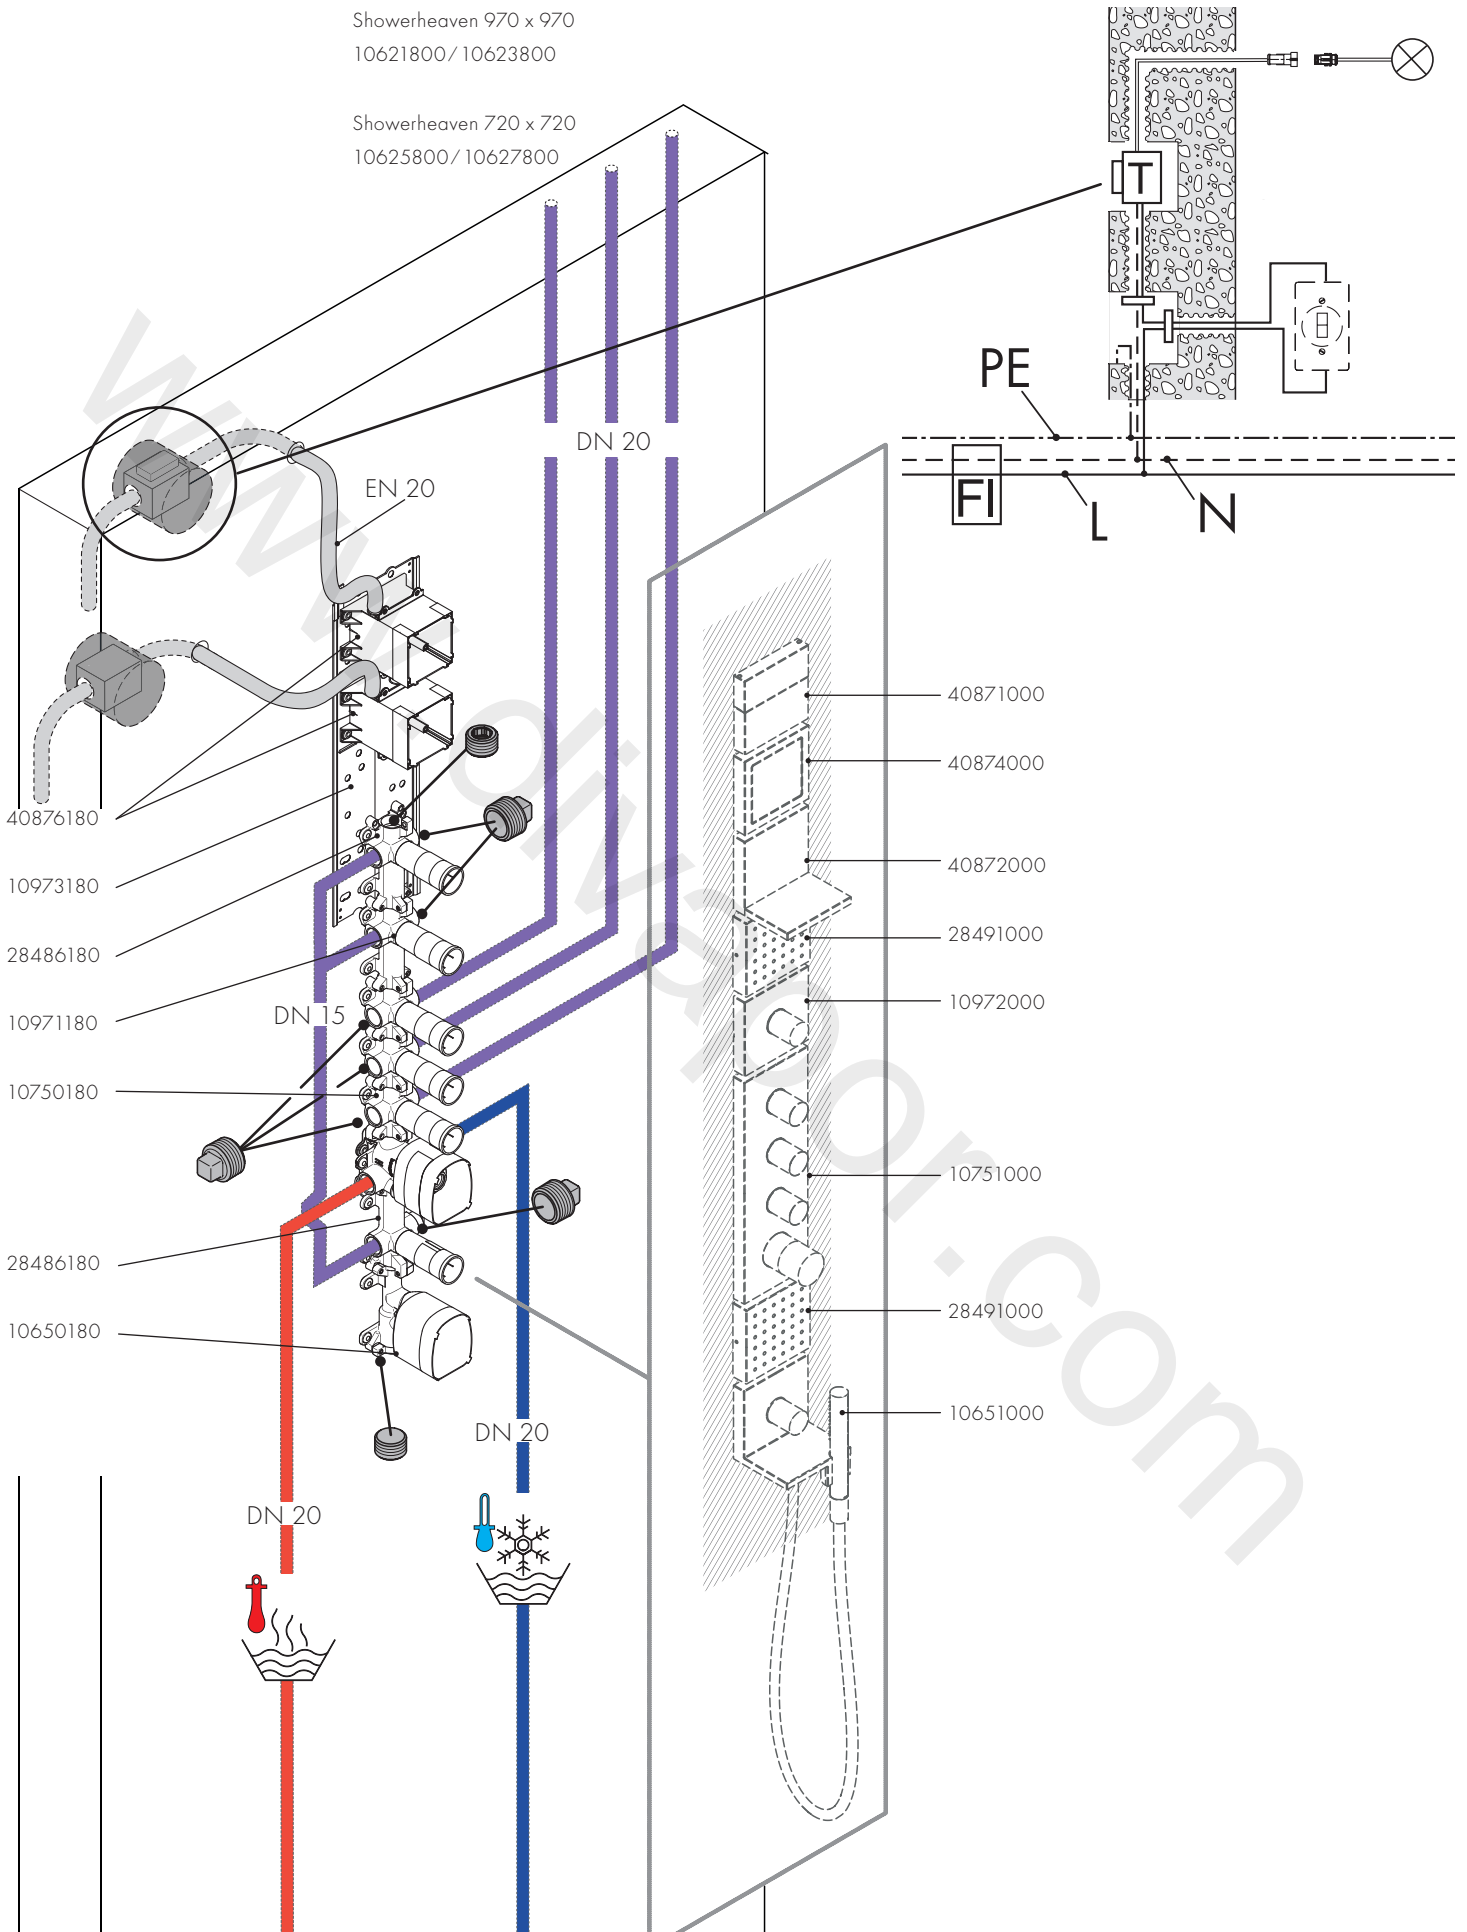 Showerheaven 970 x 970
10621800 / 10623800
Showerheaven 720 x 720
10625800 / 10627800
T
PE
FI
L
N
DN 20
EN 20
40876180
10973180
28486180
10971180
DN 15
10750180
28486180
10650180
DN 20
DN 20
40871000
40874000
40872000
28491000
10972000
10751000
28491000
10651000
www.divapor.com